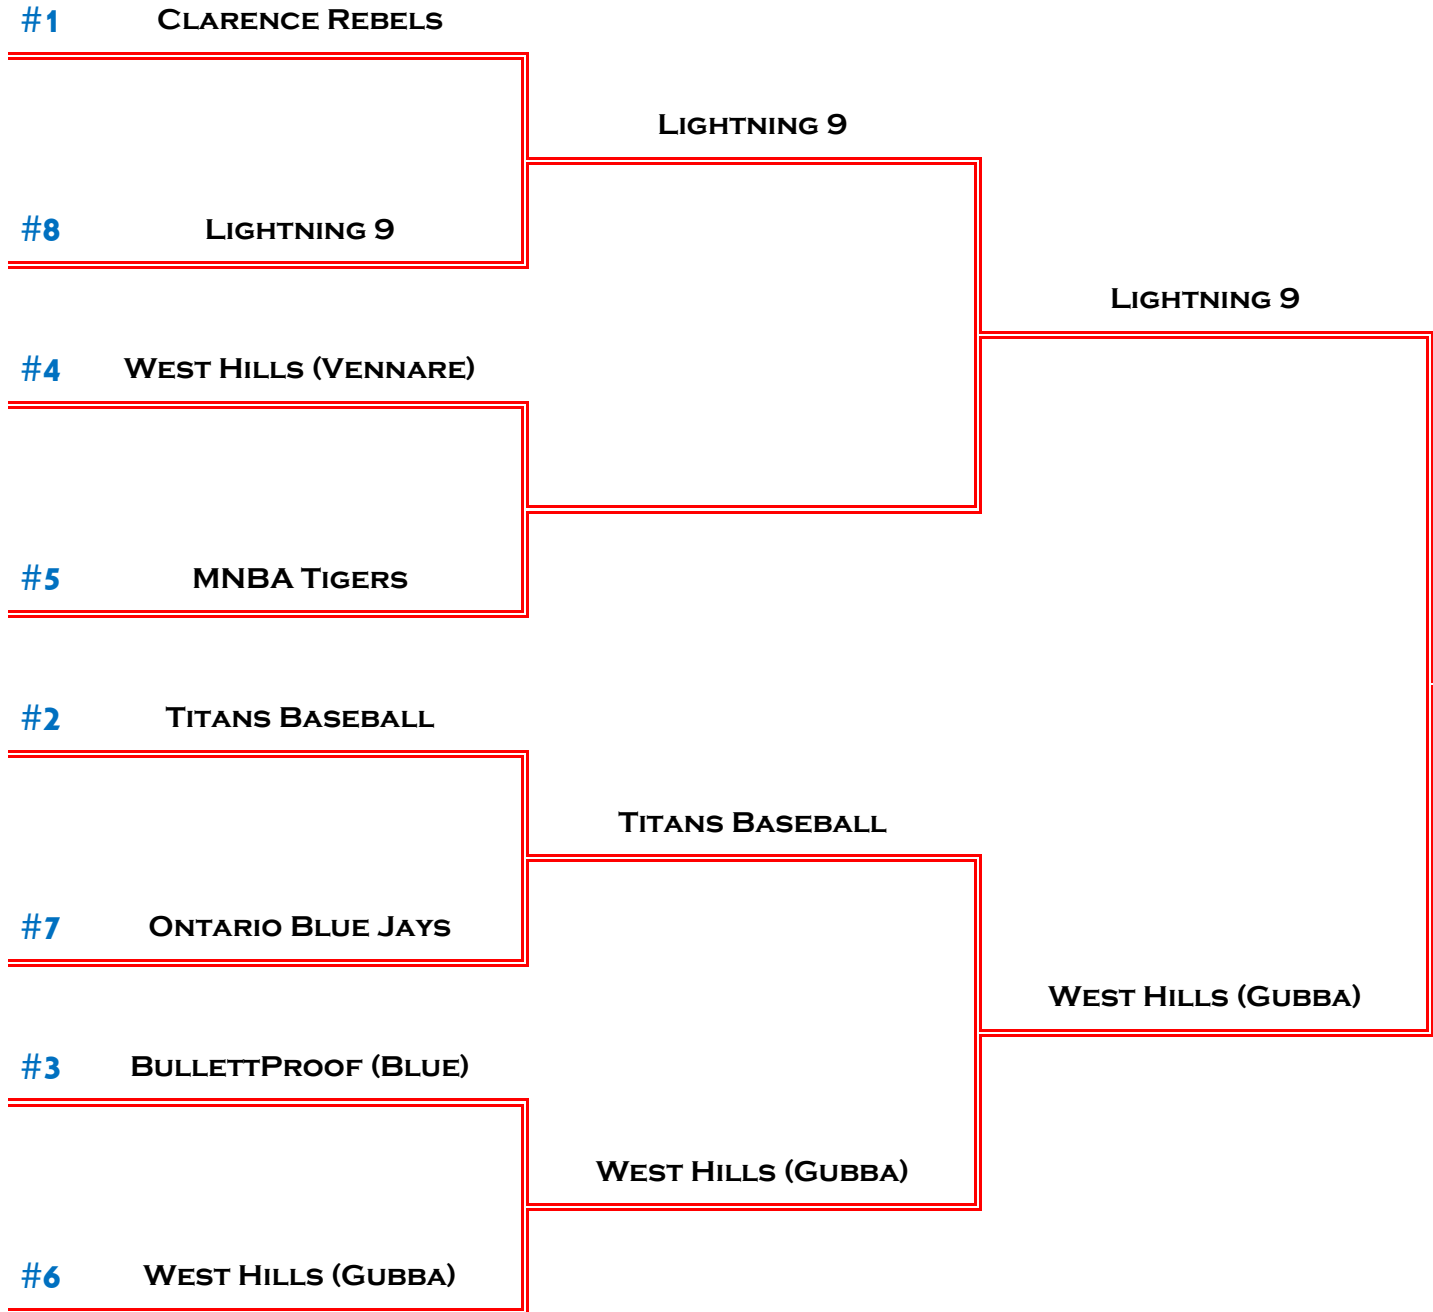 #1 Clarence Rebels
Lightning 9
#8 Lightning 9
Lightning 9
#4 West Hills (Vennare)
#5 MNBA Tigers
#2 Titans Baseball
Titans Baseball
#7 Ontario Blue Jays
West Hills (Gubba)
#3 BullettProof (Blue)
West Hills (Gubba)
#6 West Hills (Gubba)